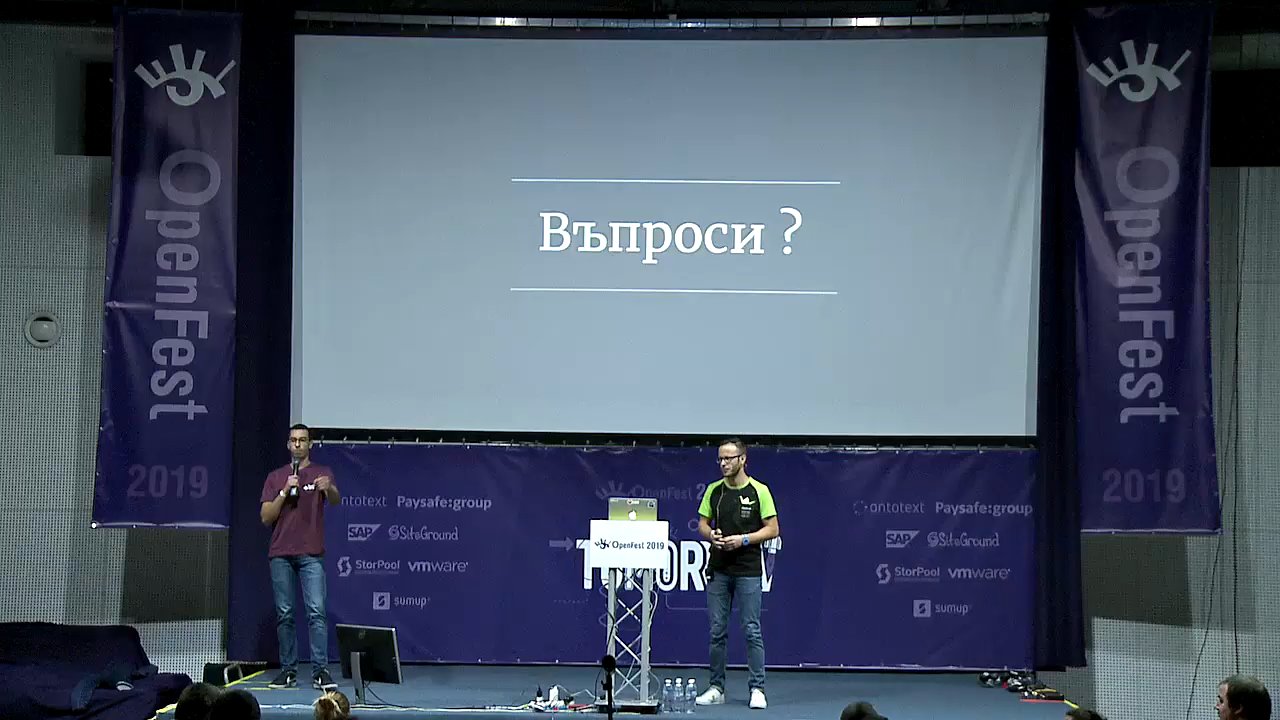 OpenFest
2019
Въпроси ?
OpenFest
2019
ontotext Paysafe:group
SAP SiteGround
StorPool vmware
sumup
OpenFest 2019
ontotext Paysafe:group
SAP SiteGround
StorPool vmware
sumup